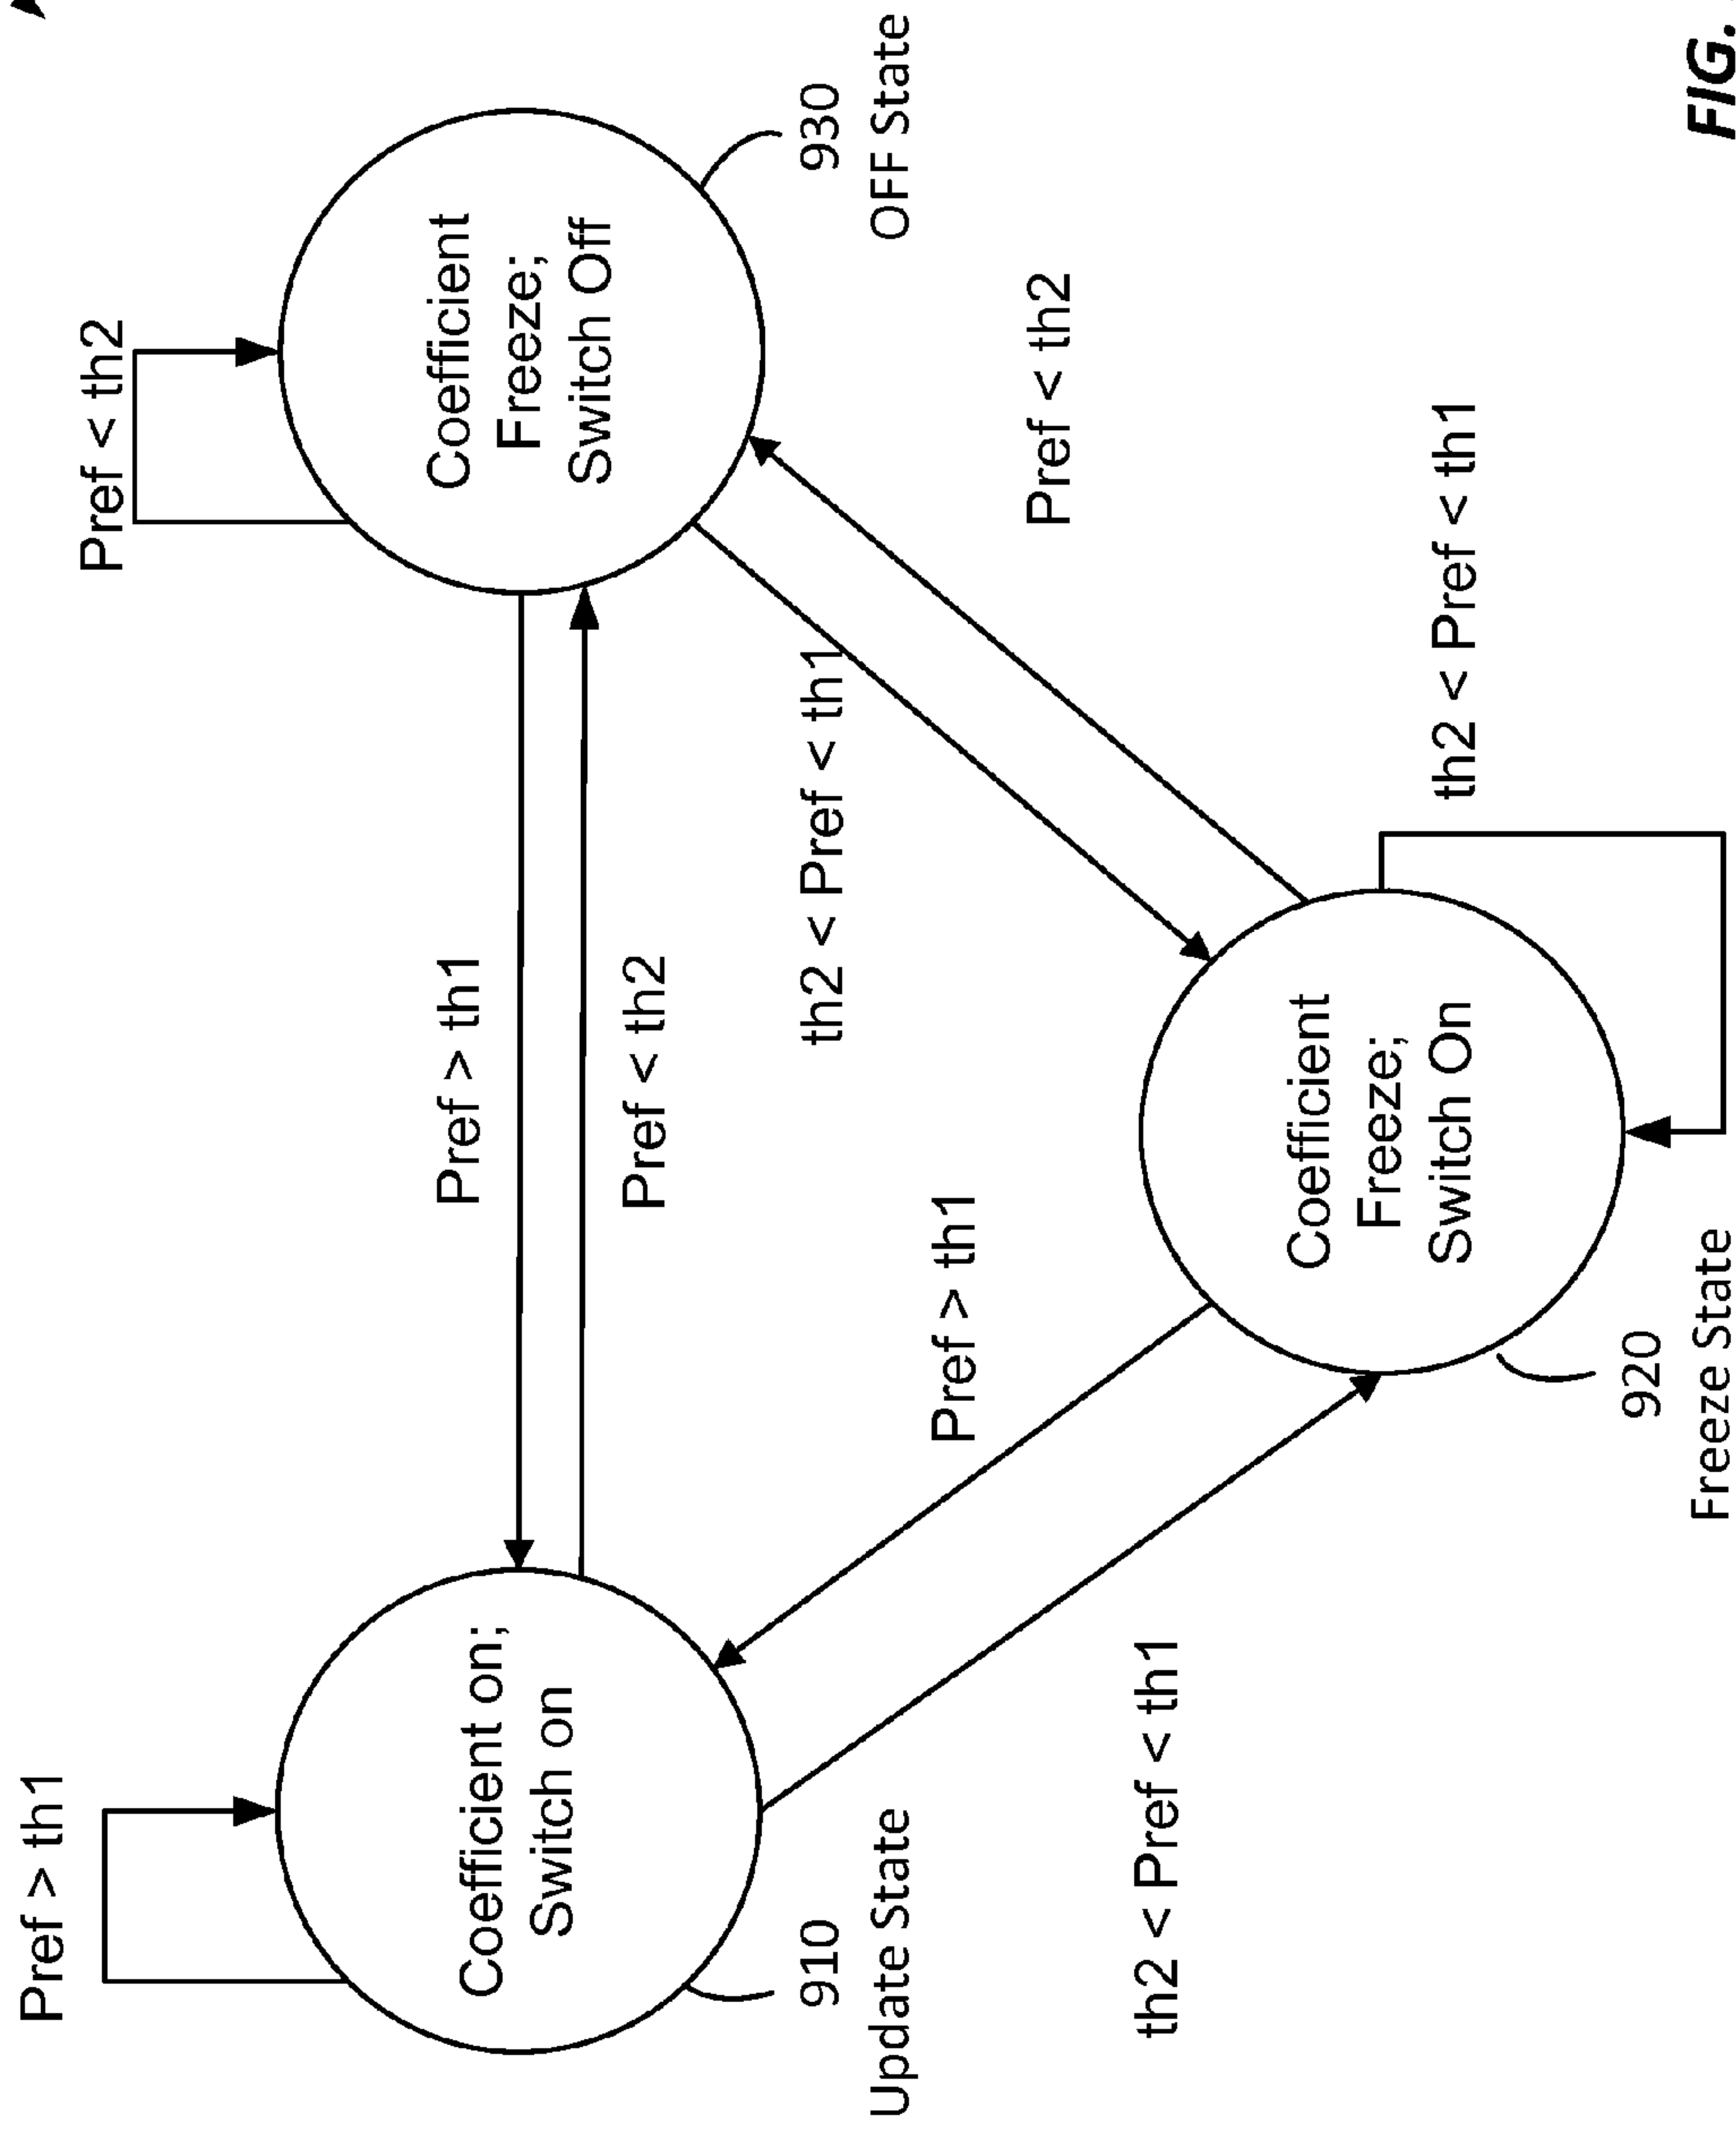 Pref > th1
Pref < th2
Coefficient on;
Switch on
Pref > th1
Pref < th2
Coefficient
Freeze;
Switch Off
910
Update State
th2 < Pref < th1
930
OFF State
Pref > th1
Pref < th2
th2 < Pref < th1
Coefficient
Freeze;
Switch On
th2 < Pref < th1
920
Freeze State
FIG.